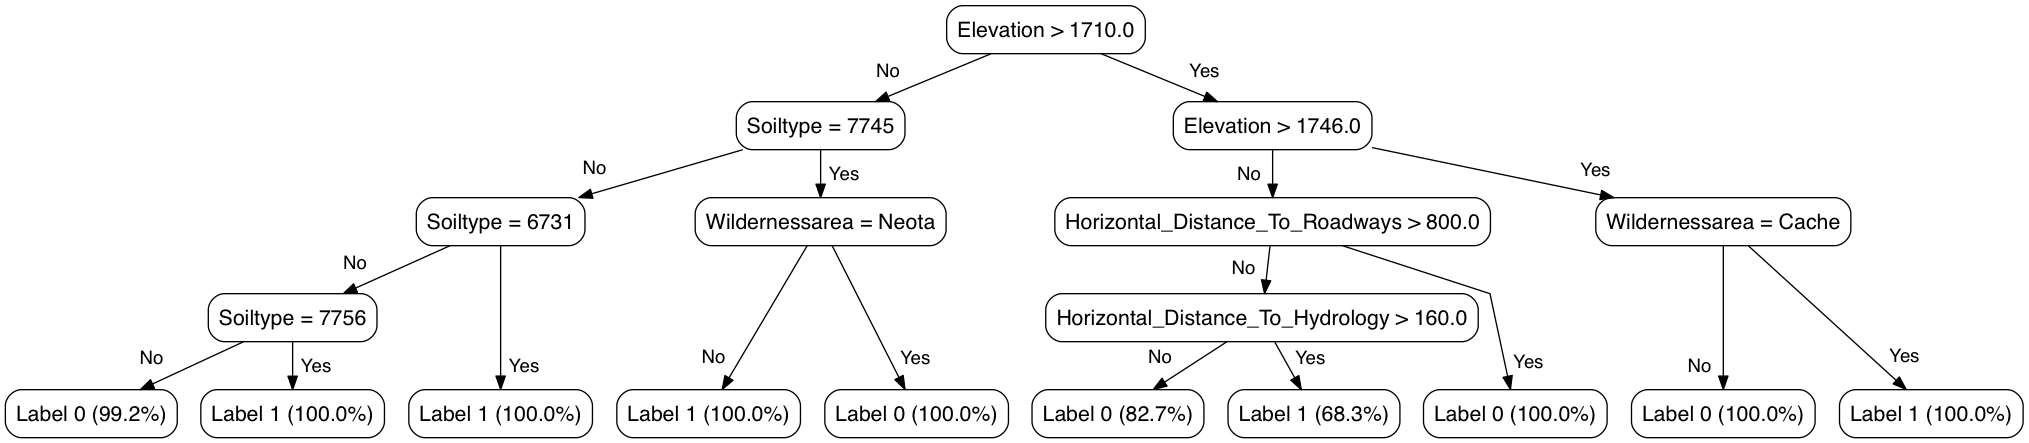 Elevation > 1710.0
No
Yes
Soiltype = 7745
Elevation > 1746.0
No
Yes
No
Yes
Soiltype = 6731
Wildernessarea = Neota
Horizontal_Distance_To_Roadways > 800.0
Wildernessarea = Cache
No
No
Soiltype = 7756
Horizontal_Distance_To_Hydrology > 160.0
No
Yes
Yes
No
Yes
No
Yes
Yes
No
Yes
Label 0 (99.2%)
Label 1 (100.0%)
Label 1 (100.0%)
Label 1 (100.0%)
Label 0 (100.0%)
Label 0 (82.7%)
Label 1 (68.3%)
Label 0 (100.0%)
Label 0 (100.0%)
Label 1 (100.0%)